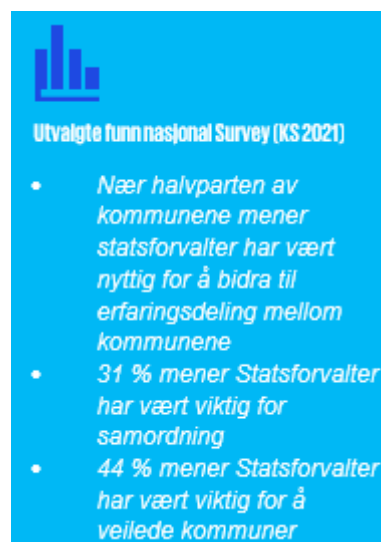 Utvalgte funn nasjonal Survey (KS 2021)
• Nær halvparten av
kommunene mener
statsforvalter har vært
nyttig for å bidra til
erfaringsdeling mellom
kommunene
• 31 % mener Statsforvalter
har vært viktig for
samordning
• 44 % mener Statsforvalter
har vært viktig for å
veilede kommuner